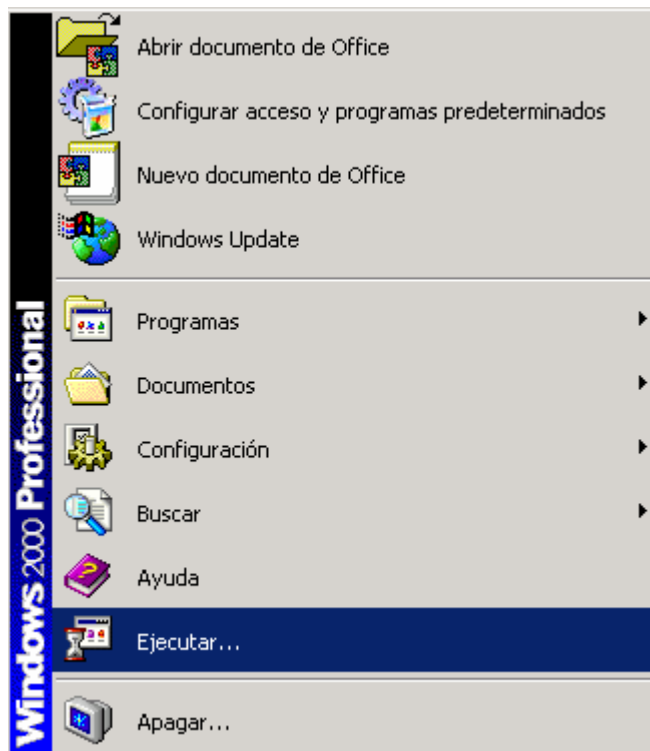 Abrir documento de Office
Configurar acceso y programas predeterminados
Nuevo documento de Office
Windows Update
Programas
Documentos
Configuración
Buscar
Ayuda
Ejecutar...
Apagar...
Windows 2000 Professional